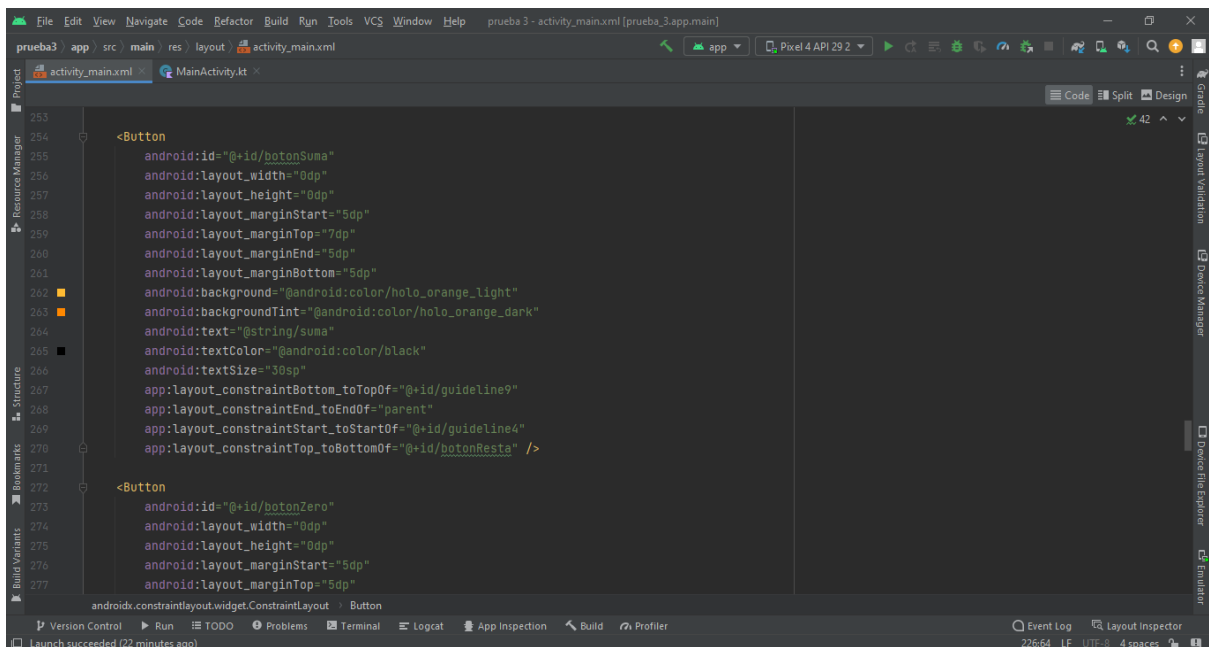 File Edit View Navigate Code Refactor Build Run Tools VCS Window Help prueba 3 - activity_main.xml [prueba_3.app.main]
prueba3 app src main res layout activity_main.xml app Pixel 4 API 29 2
activity_main.xml MainActivity.kt
Code Split Design
42
253
254 <Button
255 android:id="@+id/botonSuma"
256 android:layout_width="0dp"
257 android:layout_height="0dp"
258 android:layout_marginStart="5dp"
259 android:layout_marginTop="7dp"
260 android:layout_marginEnd="5dp"
261 android:layout_marginBottom="5dp"
262 android:background="@android:color/holo_orange_light"
263 android:backgroundTint="@android:color/holo_orange_dark"
264 android:text="@string/suma"
265 android:textColor="@android:color/black"
266 android:textSize="30sp"
267 app:layout_constraintBottom_toTopOf="@+id/guideline9"
268 app:layout_constraintEnd_toEndOf="parent"
269 app:layout_constraintStart_toStartOf="@+id/guideline4"
270 app:layout_constraintTop_toBottomOf="@+id/botonResta" />
271
272 <Button
273 android:id="@+id/botonZero"
274 android:layout_width="0dp"
275 android:layout_height="0dp"
276 android:layout_marginStart="5dp"
277 android:layout_marginTop="5dp"
androidx.constraintlayout.widget.ConstraintLayout Button
Project
Resource Manager
Structure
Bookmarks
Build Variants
Gradle
Layout Validation
Device Manager
Device File Explorer
Emulator
Version Control Run TODO Problems Terminal Logcat App Inspection Build Profiler Event Log Layout Inspector
Launch succeeded (22 minutes ago) 226:64 LF UTF-8 4 spaces